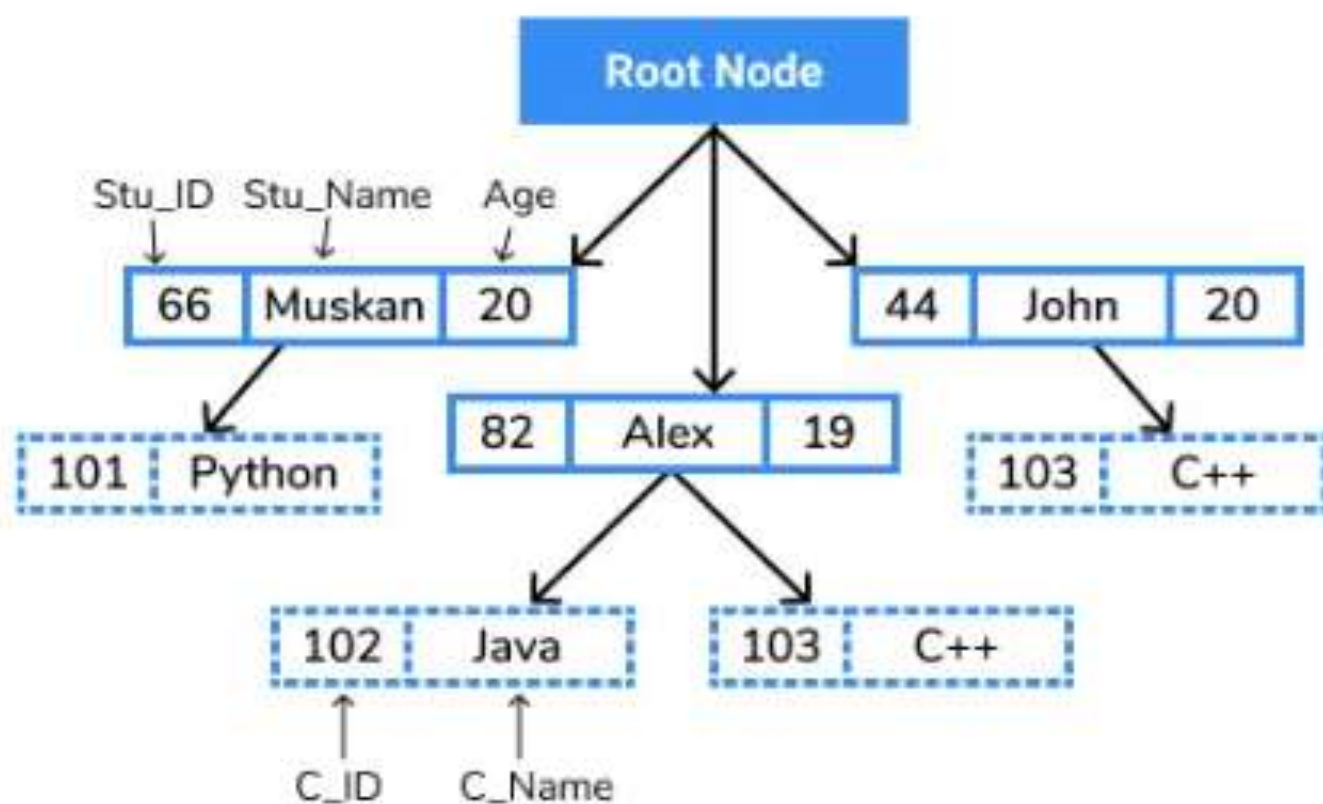 Root Node
Stu_ID Stu_Name Age
66 Muskan 20
44 John 20
82 Alex 19
101 Python
103 C++
102 Java
103 C++
C_ID C_Name